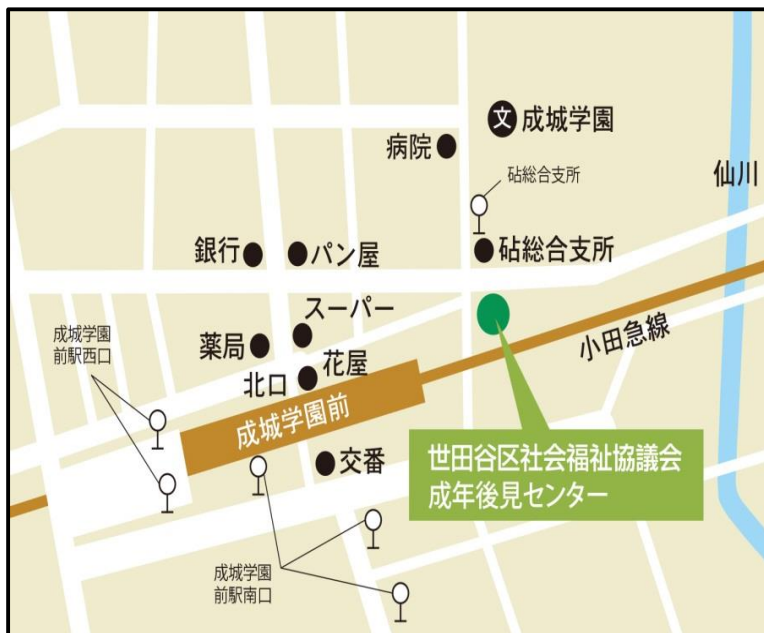 文 成城学園
病院
砧総合支所
仙川
銀行
パン屋
砧総合支所
スーパー
成城学園
前駅西口
薬局
花屋
北口
小田急線
成城学園前
交番
世田谷区社会福祉協議会
成年後見センター
成城学園
前駅南口